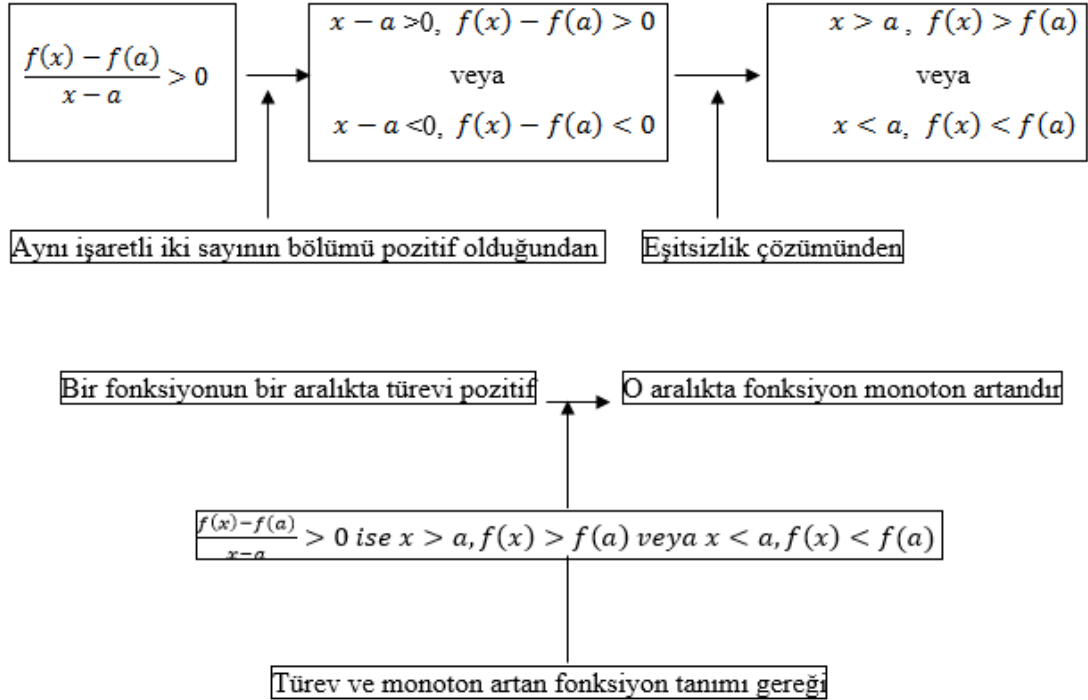 f(x) − f(a) / x − a > 0
x − a >0, f(x) − f(a) > 0
veya
x − a <0, f(x) − f(a) < 0
x > a , f(x) > f(a)
veya
x < a, f(x) < f(a)
Aynı işaretli iki sayının bölümü pozitif olduğundan
Eşitsizlik çözümünden
Bir fonksiyonun bir aralıkta türevi pozitif
O aralıkta fonksiyon monoton artandır
f(x)−f(a) / x−a > 0 ise x > a, f(x) > f(a) veya x < a, f(x) < f(a)
Türev ve monoton artan fonksiyon tanımı gereği